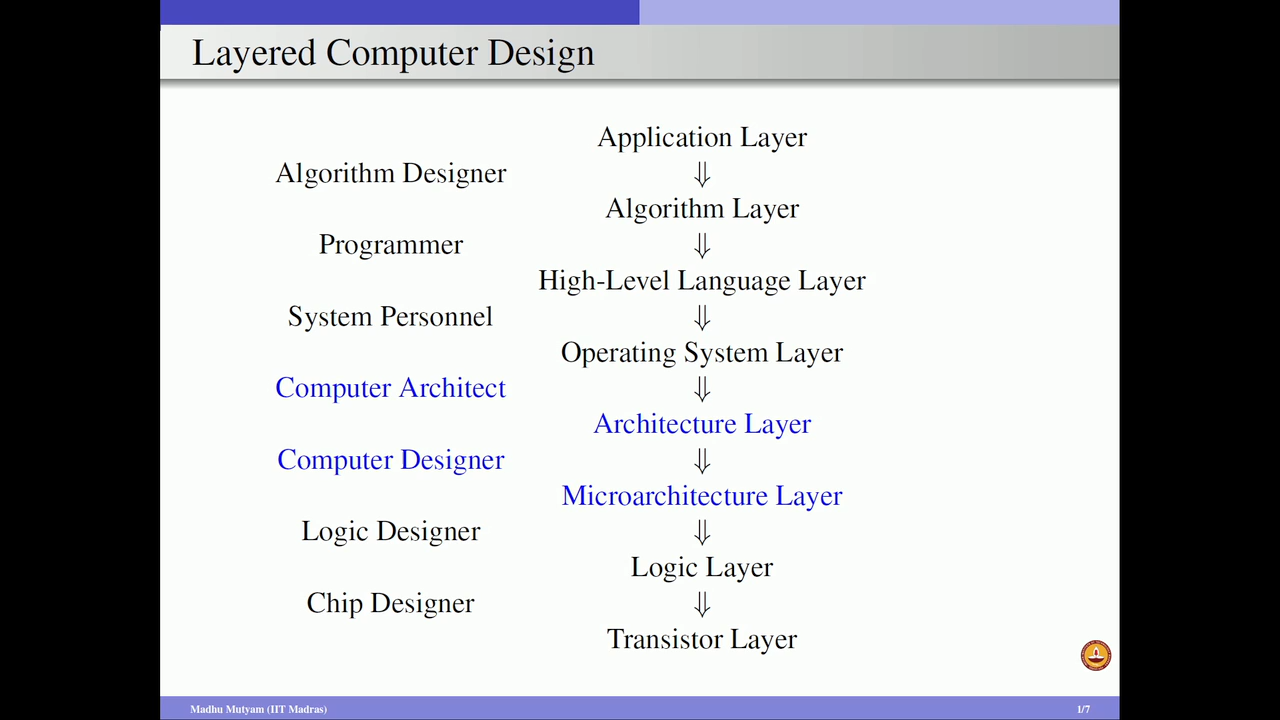 Layered Computer Design
Application Layer
Algorithm Designer
⇓
Algorithm Layer
Programmer
⇓
High-Level Language Layer
System Personnel
⇓
Operating System Layer
Computer Architect
⇓
Architecture Layer
Computer Designer
⇓
Microarchitecture Layer
Logic Designer
⇓
Logic Layer
Chip Designer
⇓
Transistor Layer
Madhu Mutyam (IIT Madras)
1/7